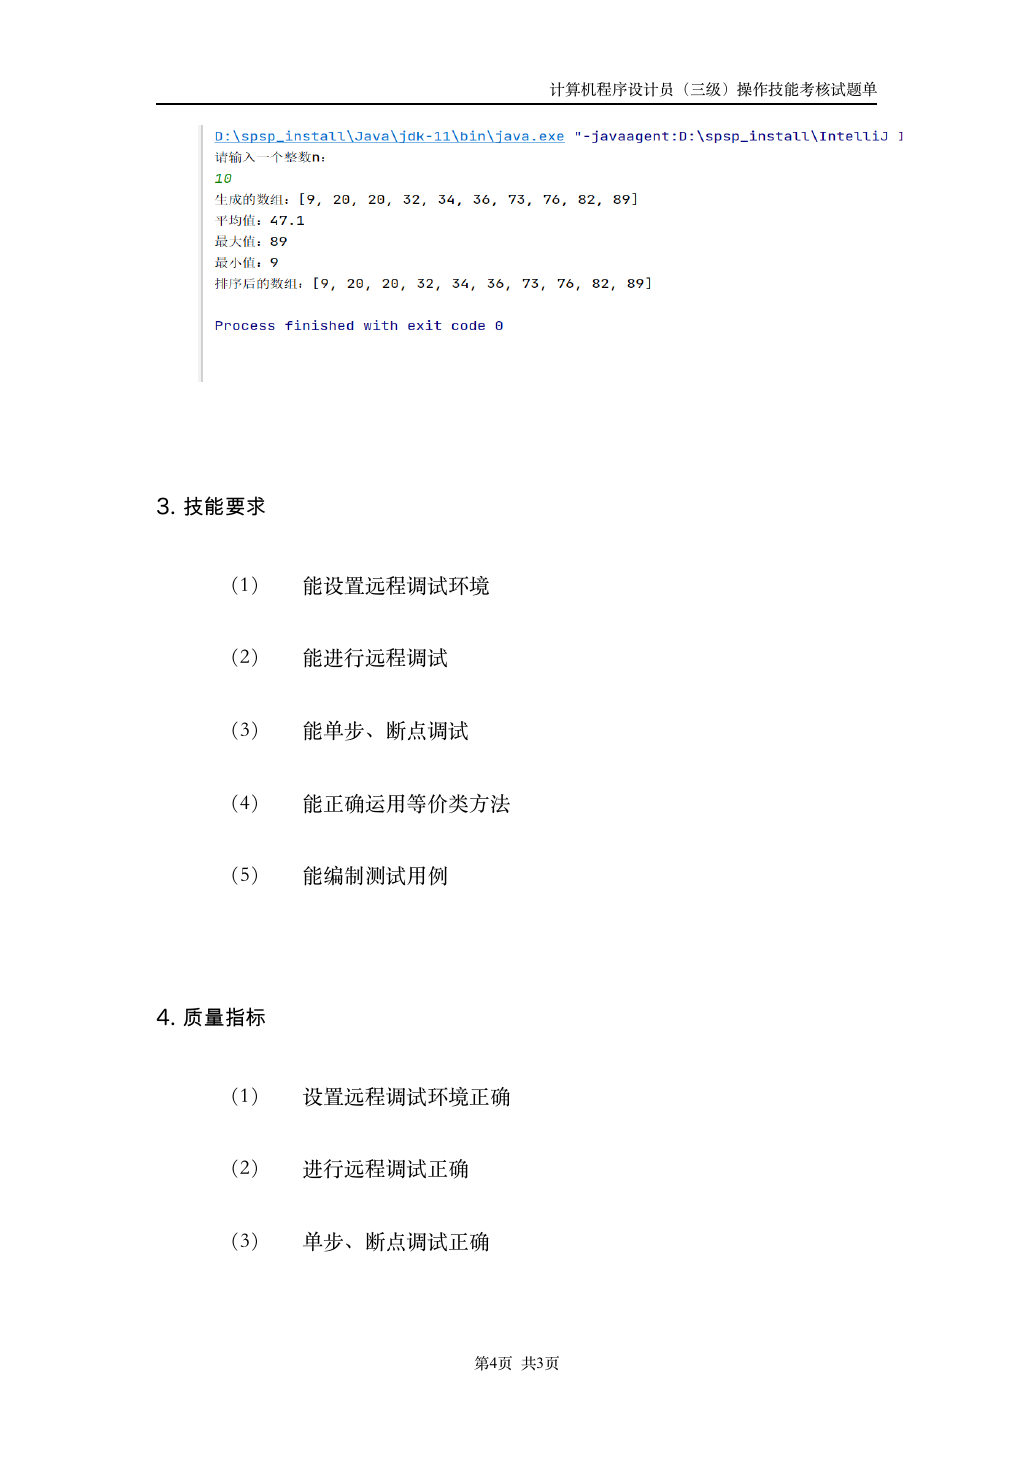 计算机程序设计员（三级）操作技能考核试题单
D:\spsp_install\Java\jdk-11\bin\java.exe "-javaagent:D:\spsp_install\IntelliJ I
请输入一个整数n：
10
生成的数组：[9, 20, 20, 32, 34, 36, 73, 76, 82, 89]
平均值：47.1
最大值：89
最小值：9
排序后的数组：[9, 20, 20, 32, 34, 36, 73, 76, 82, 89]
Process finished with exit code 0
3. 技能要求
（1） 能设置远程调试环境
（2） 能进行远程调试
（3） 能单步、断点调试
（4） 能正确运用等价类方法
（5） 能编制测试用例
4. 质量指标
（1） 设置远程调试环境正确
（2） 进行远程调试正确
（3） 单步、断点调试正确
第4页 共3页